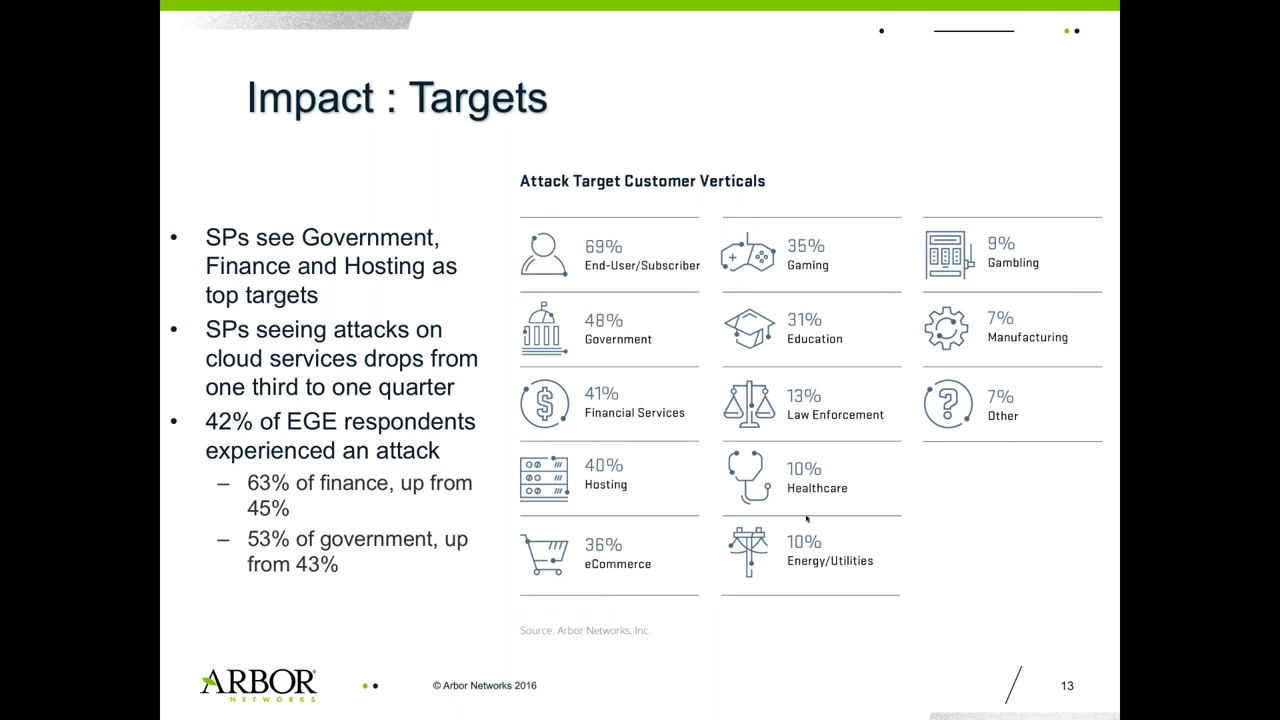 Impact : Targets
Attack Target Customer Verticals
• SPs see Government,
Finance and Hosting as
top targets
• SPs seeing attacks on
cloud services drops from
one third to one quarter
• 42% of EGE respondents
experienced an attack
– 63% of finance, up from
45%
– 53% of government, up
from 43%
69%
End-User/Subscriber
48%
Government
41%
Financial Services
40%
Hosting
36%
eCommerce
35%
Gaming
31%
Education
13%
Law Enforcement
10%
Healthcare
10%
Energy/Utilities
9%
Gambling
7%
Manufacturing
7%
Other
Source: Arbor Networks, Inc.
ARBOR
NETWORKS
© Arbor Networks 2016
13